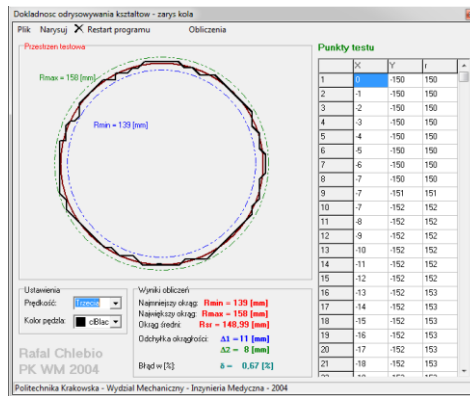 Dokladnosc odrysowywania ksztaltow - zarys kola
Plik Narysuj Restart programu Obliczenia
Przestrzen testowa
Rmax = 158 [mm]
Rmin = 139 [mm]
Punkty testu
X Y r
1 0 -150 150
2 -1 -150 150
3 -2 -150 150
4 -3 -150 150
5 -4 -150 150
6 -5 -150 150
7 -6 -150 150
8 -7 -150 150
9 -7 -151 151
10 -7 -152 152
11 -8 -152 152
12 -9 -152 152
13 -10 -152 152
14 -11 -152 152
15 -12 -152 152
16 -13 -152 153
17 -14 -152 153
18 -15 -152 153
19 -16 -152 153
20 -17 -152 153
21 -18 -152 153
Ustawienia
Prędkość: Trzecia
Kolor pędzla: clBlac
Rafal Chlebio
PK WM 2004
Wyniki obliczeń
Najmniejszy okrąg: Rmin = 139 [mm]
Największy okrąg: Rmax = 158 [mm]
Okrąg średni: Rsr = 148,99 [mm]
Odchyłka okrągłości: Δ1 = 11 [mm]
Δ2 = 8 [mm]
Błąd w [%]: δ = 0,67 [%]
Politechnika Krakowska - Wydzial Mechaniczny - Inzynieria Medyczna - 2004